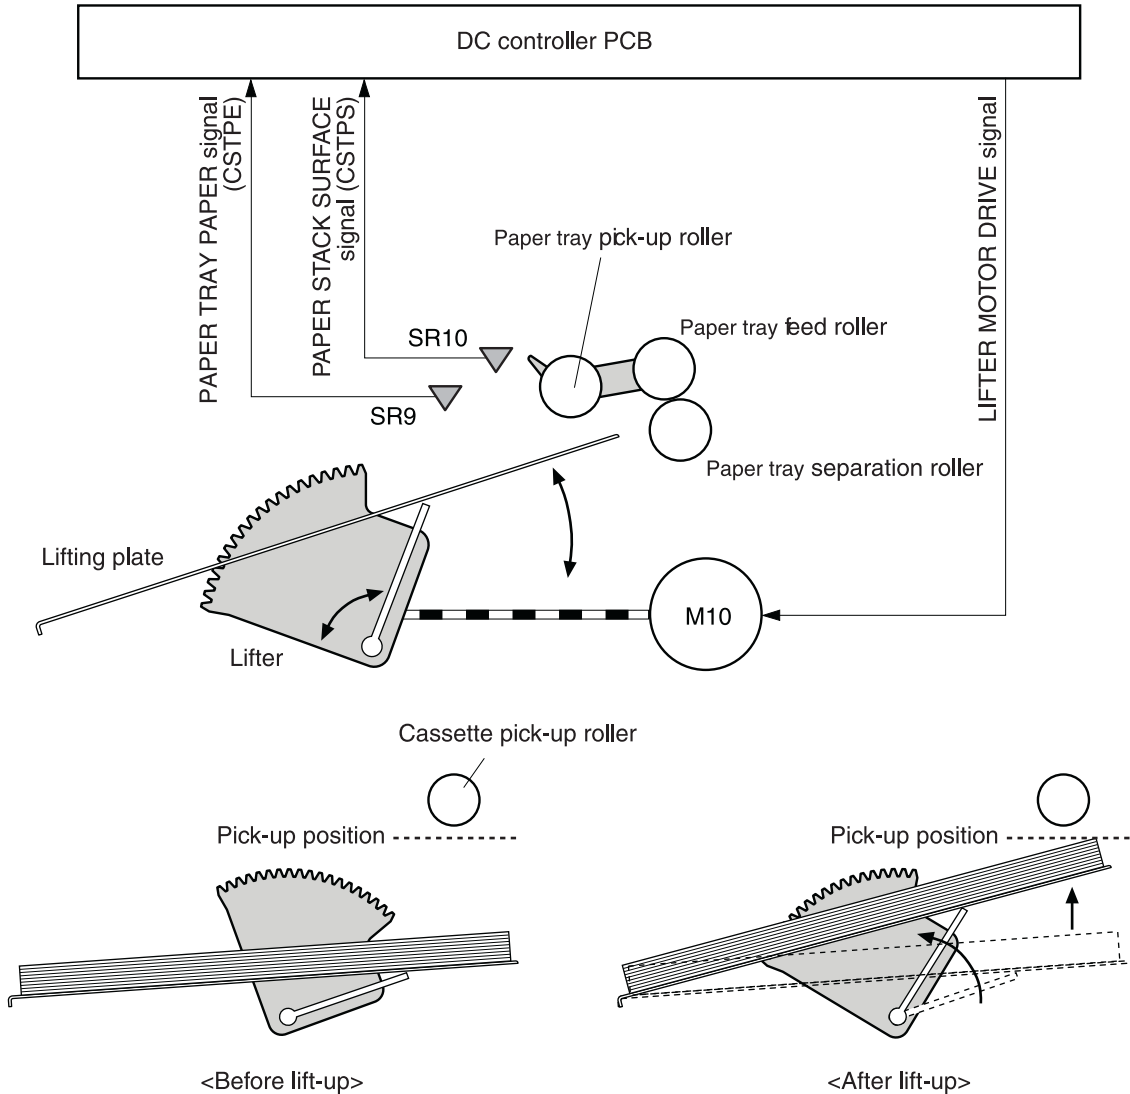 DC controller PCB
PAPER TRAY PAPER signal
(CSTPE)
PAPER STACK SURFACE
signal (CSTPS)
LIFTER MOTOR DRIVE signal
Paper tray pick-up roller
SR10
Paper tray feed roller
SR9
Paper tray separation roller
Lifting plate
M10
Lifter
Cassette pick-up roller
Pick-up position
Pick-up position
<Before lift-up>
<After lift-up>